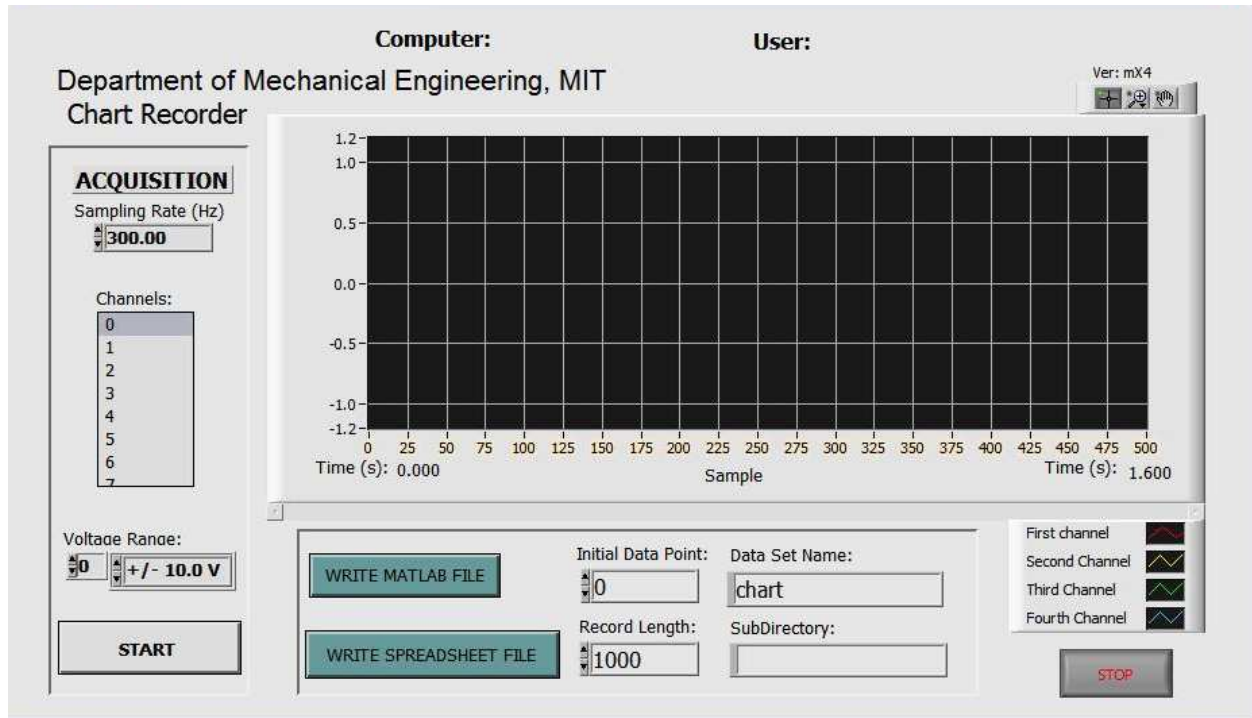 Computer: User:
Department of Mechanical Engineering, MIT
Chart Recorder
Ver: mX4
ACQUISITION
Sampling Rate (Hz)
300.00
Channels:
0
1
2
3
4
5
6
7
Voltage Range:
0 +/- 10.0 V
START
1.2
1.0
0.5
0.0
-0.5
-1.0
-1.2
0 25 50 75 100 125 150 175 200 225 250 275 300 325 350 375 400 425 450 475 500
Time (s): 0.000 Sample Time (s): 1.600
WRITE MATLAB FILE
WRITE SPREADSHEET FILE
Initial Data Point:
0
Record Length:
1000
Data Set Name:
chart
SubDirectory:
First channel
Second Channel
Third Channel
Fourth Channel
STOP